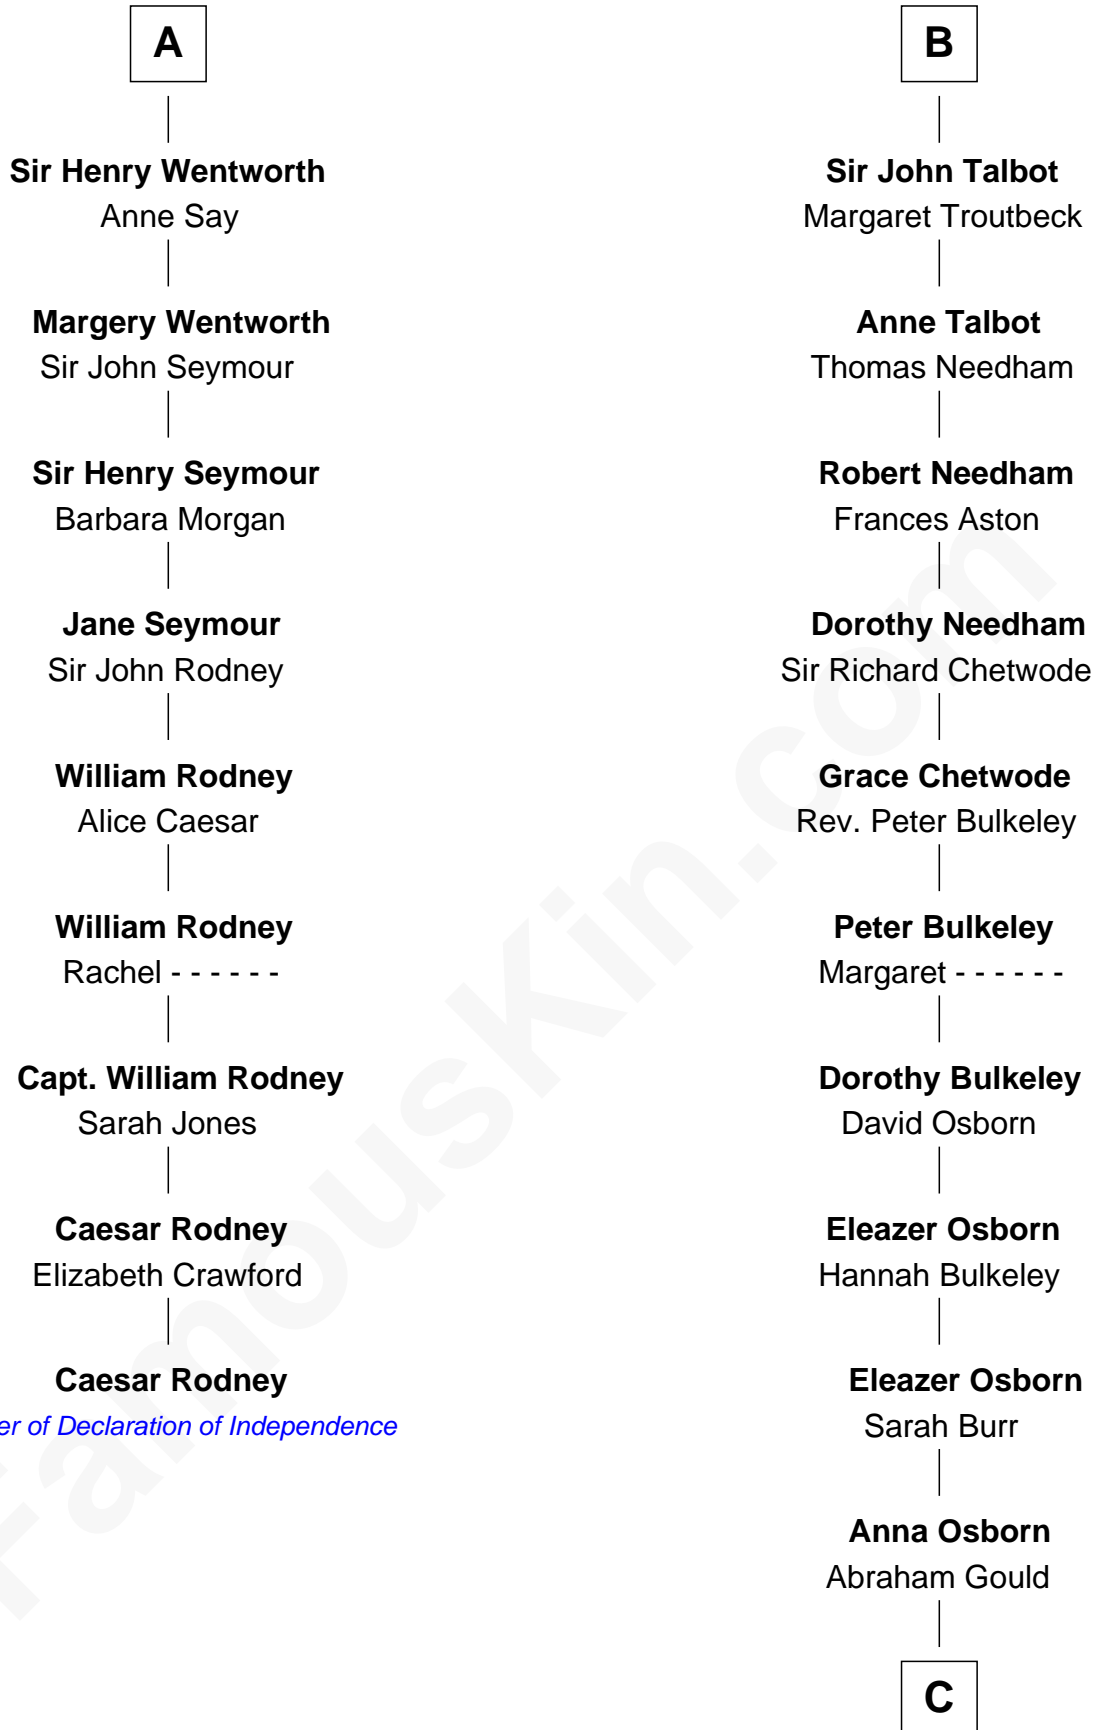 A
Sir Henry Wentworth
Anne Say
Margery Wentworth
Sir John Seymour
Sir Henry Seymour
Barbara Morgan
Jane Seymour
Sir John Rodney
William Rodney
Alice Caesar
William Rodney
Rachel - - - - - -
Capt. William Rodney
Sarah Jones
Caesar Rodney
Elizabeth Crawford
Caesar Rodney
er of Declaration of Independence
B
Sir John Talbot
Margaret Troutbeck
Anne Talbot
Thomas Needham
Robert Needham
Frances Aston
Dorothy Needham
Sir Richard Chetwode
Grace Chetwode
Rev. Peter Bulkeley
Peter Bulkeley
Margaret - - - - - -
Dorothy Bulkeley
David Osborn
Eleazer Osborn
Hannah Bulkeley
Eleazer Osborn
Sarah Burr
Anna Osborn
Abraham Gould
C
FamousKin.com